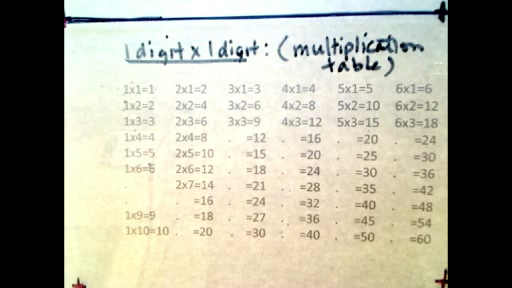 1 digit x 1 digit: (multiplication
table)
1x1=1 2x1=2 3x1=3 4x1=4 5x1=5 6x1=6
1x2=2 2x2=4 3x2=6 4x2=8 5x2=10 6x2=12
1x3=3 2x3=6 3x3=9 4x3=12 5x3=15 6x3=18
1x4=4 2x4=8 . =12 . =16 . =20 . =24
1x5=5 2x5=10 . =15 . =20 . =25 . =30
1x6=6 2x6=12 . =18 . =24 . =30 . =36
2x7=14 . =21 . =28 . =35 . =42
. =16 . =24 . =32 . =40 . =48
1x9=9 . =18 . =27 . =36 . =45 . =54
1x10=10 . =20 . =30 . =40 . =50 . =60